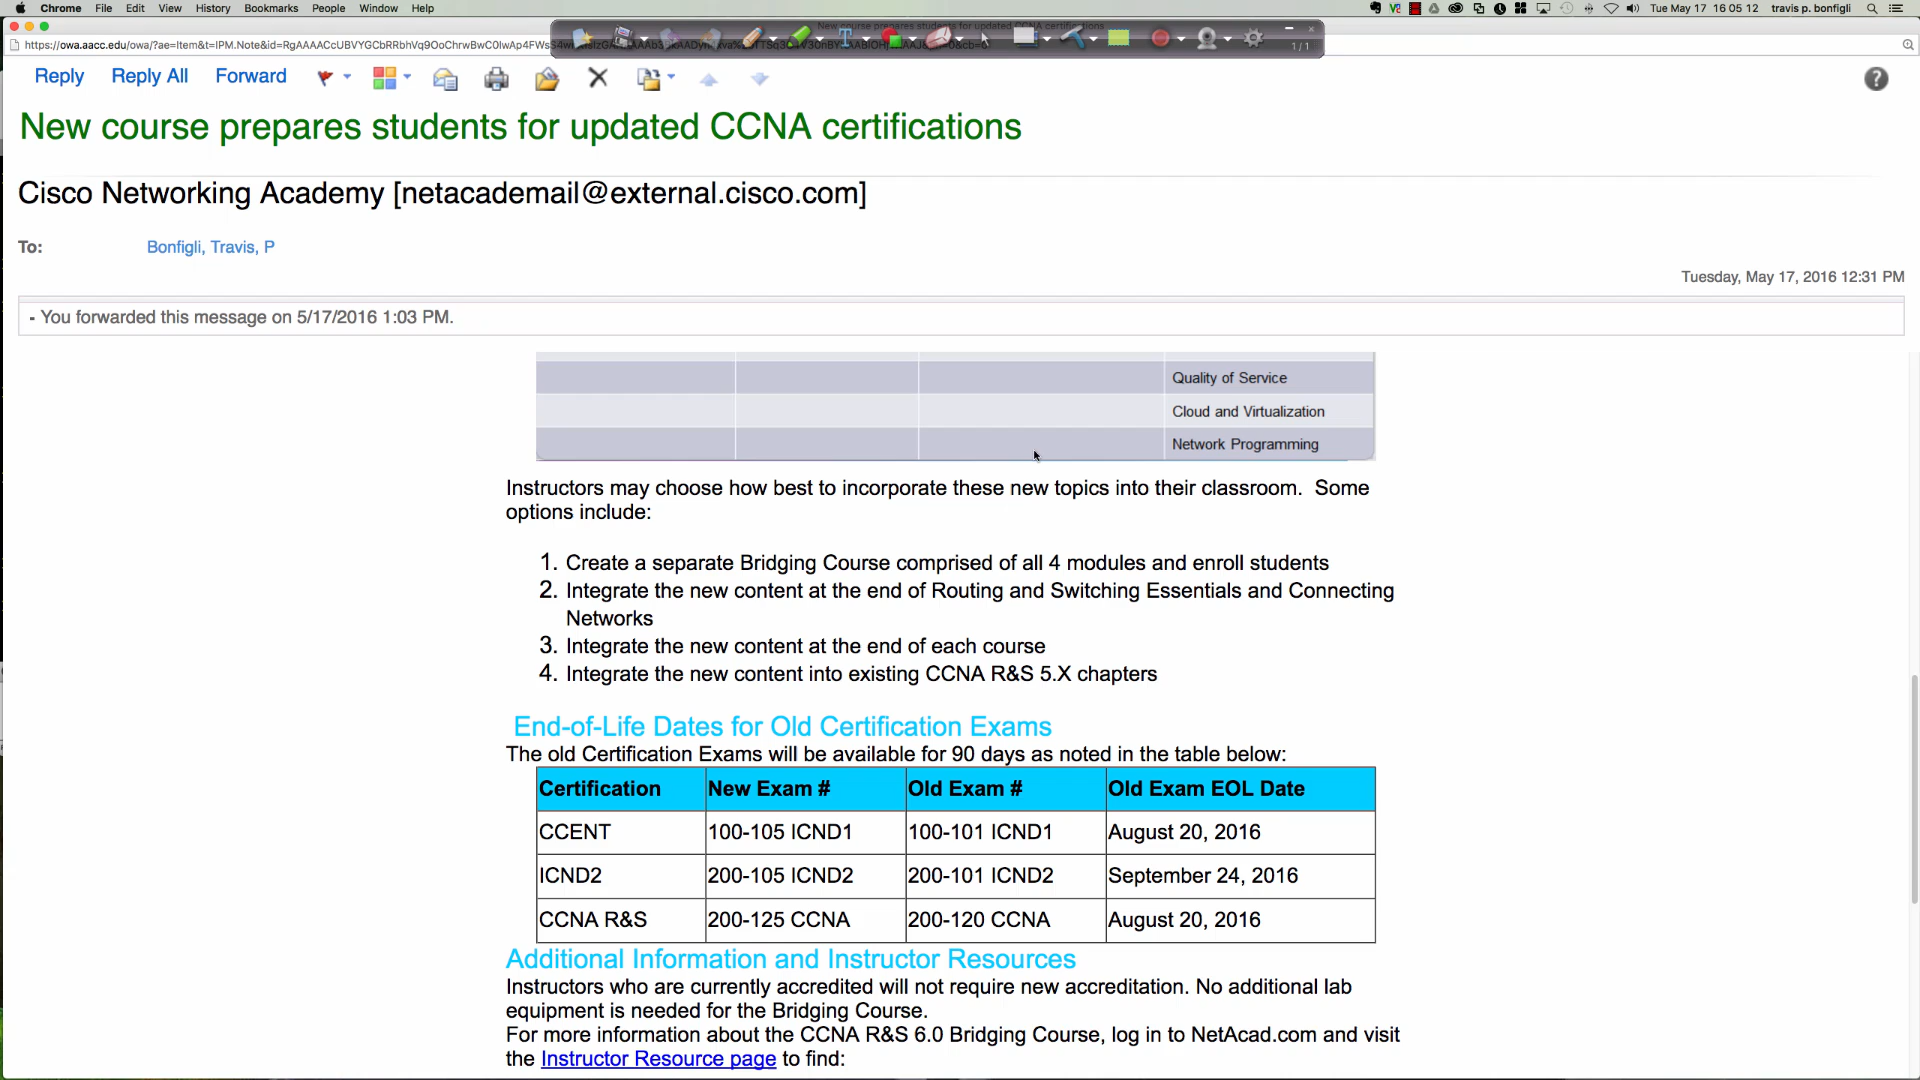 Chrome File Edit View History Bookmarks People Window Help
Tue May 17 16 05 12 travis p. bonfigli
New course prepares students for updated CCNA certifications
1/1
Reply Reply All Forward
New course prepares students for updated CCNA certifications
Cisco Networking Academy [netacademail@external.cisco.com]
To: Bonfigli, Travis, P
Tuesday, May 17, 2016 12:31 PM
- You forwarded this message on 5/17/2016 1:03 PM.
Quality of Service
Cloud and Virtualization
Network Programming
Instructors may choose how best to incorporate these new topics into their classroom. Some
options include:
1. Create a separate Bridging Course comprised of all 4 modules and enroll students
2. Integrate the new content at the end of Routing and Switching Essentials and Connecting
Networks
3. Integrate the new content at the end of each course
4. Integrate the new content into existing CCNA R&S 5.X chapters
End-of-Life Dates for Old Certification Exams
The old Certification Exams will be available for 90 days as noted in the table below:
Certification New Exam # Old Exam # Old Exam EOL Date
CCENT 100-105 ICND1 100-101 ICND1 August 20, 2016
ICND2 200-105 ICND2 200-101 ICND2 September 24, 2016
CCNA R&S 200-125 CCNA 200-120 CCNA August 20, 2016
Additional Information and Instructor Resources
Instructors who are currently accredited will not require new accreditation. No additional lab
equipment is needed for the Bridging Course.
For more information about the CCNA R&S 6.0 Bridging Course, log in to NetAcad.com and visit
the Instructor Resource page to find: